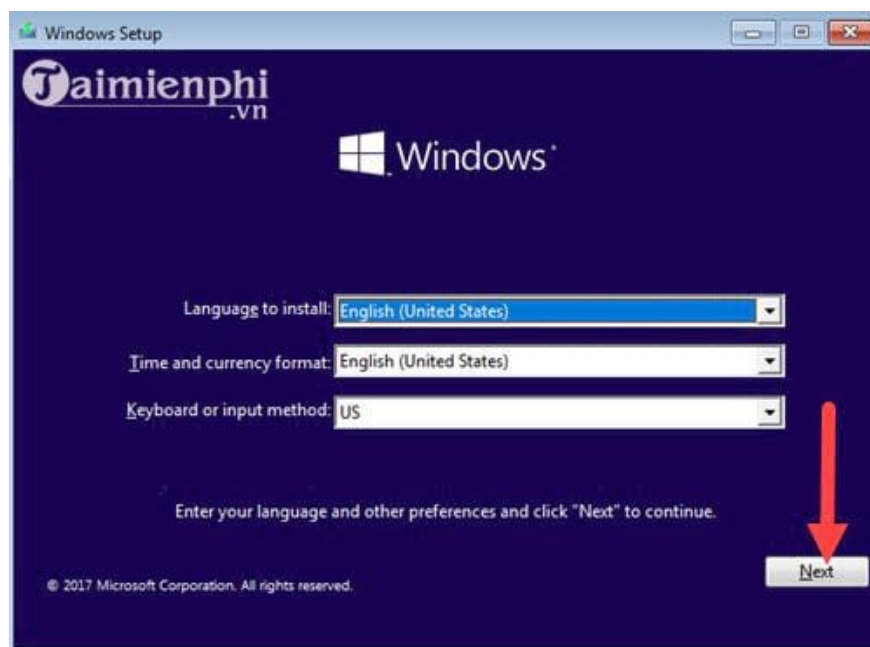 Windows Setup
Taimienphi
.vn
Windows
Language to install: English (United States)
Time and currency format: English (United States)
Keyboard or input method: US
Enter your language and other preferences and click "Next" to continue.
Next
© 2017 Microsoft Corporation. All rights reserved.